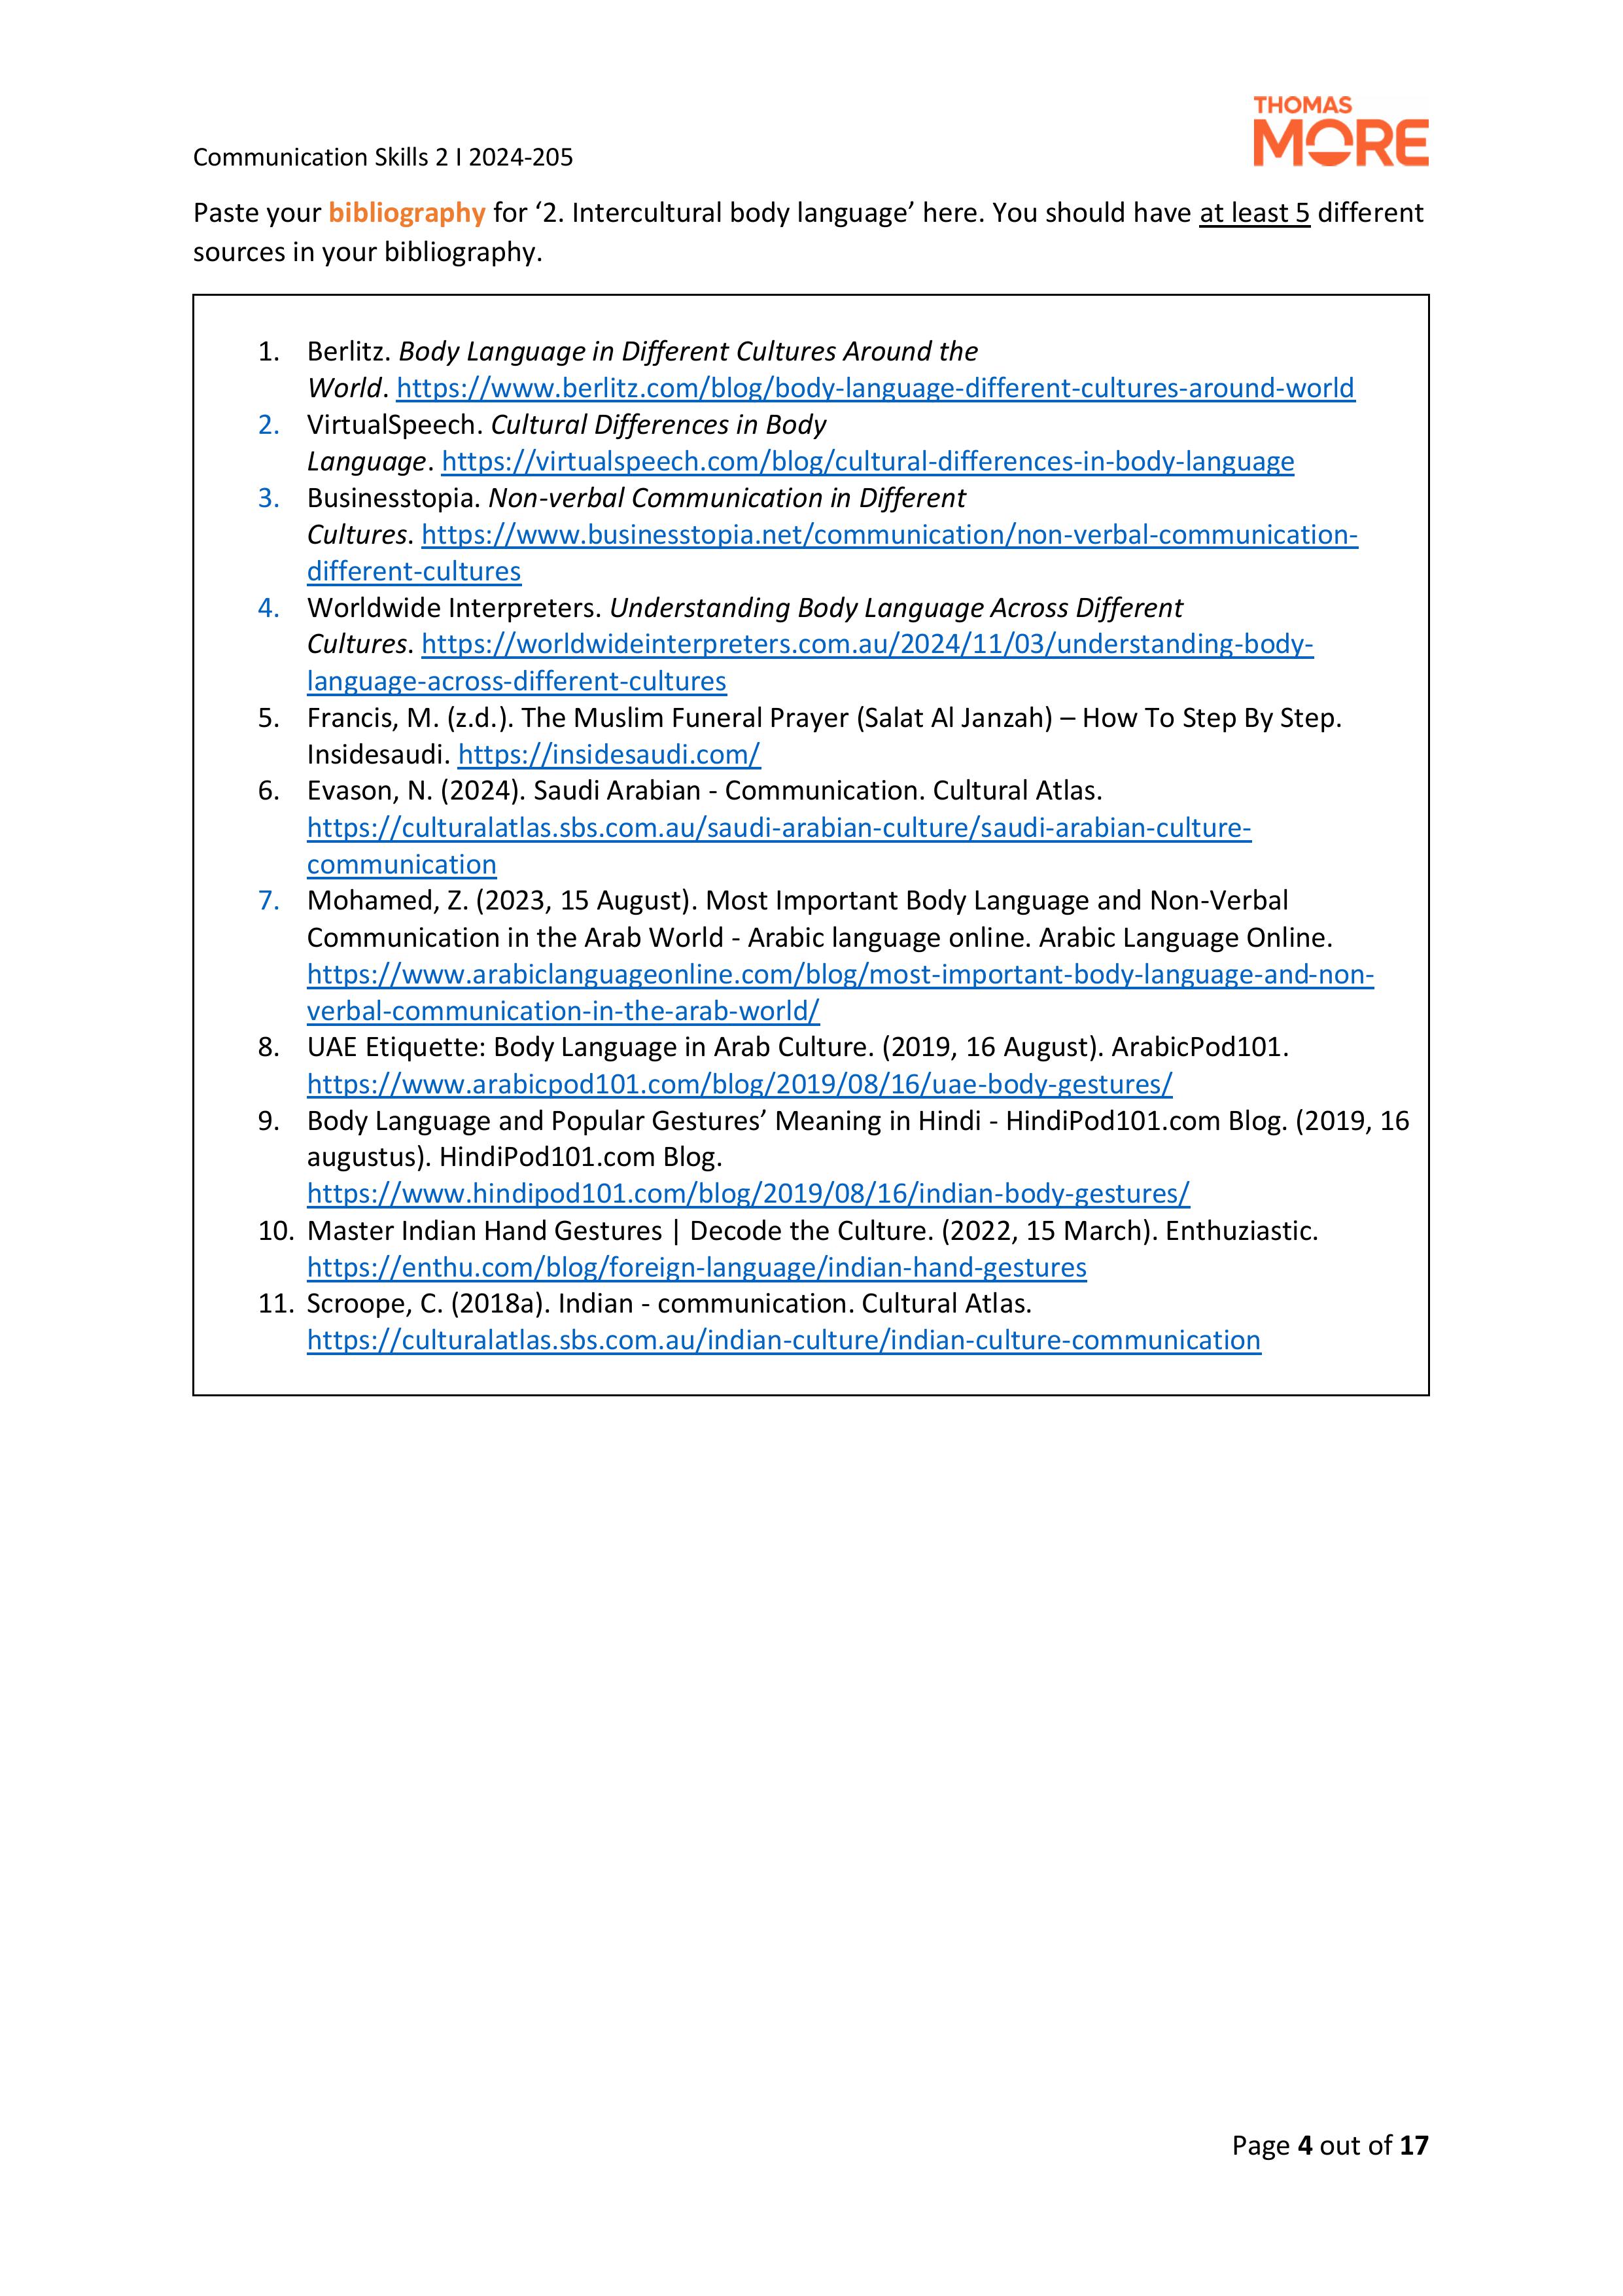 THOMAS
MORE
Communication Skills 2 I 2024-205
Paste your bibliography for ‘2. Intercultural body language’ here. You should have at least 5 different
sources in your bibliography.
1. Berlitz. Body Language in Different Cultures Around the
World. https://www.berlitz.com/blog/body-language-different-cultures-around-world
2. VirtualSpeech. Cultural Differences in Body
Language. https://virtualspeech.com/blog/cultural-differences-in-body-language
3. Businesstopia. Non-verbal Communication in Different
Cultures. https://www.businesstopia.net/communication/non-verbal-communication-
different-cultures
4. Worldwide Interpreters. Understanding Body Language Across Different
Cultures. https://worldwideinterpreters.com.au/2024/11/03/understanding-body-
language-across-different-cultures
5. Francis, M. (z.d.). The Muslim Funeral Prayer (Salat Al Janzah) – How To Step By Step.
Insidesaudi. https://insidesaudi.com/
6. Evason, N. (2024). Saudi Arabian - Communication. Cultural Atlas.
https://culturalatlas.sbs.com.au/saudi-arabian-culture/saudi-arabian-culture-
communication
7. Mohamed, Z. (2023, 15 August). Most Important Body Language and Non-Verbal
Communication in the Arab World - Arabic language online. Arabic Language Online.
https://www.arabiclanguageonline.com/blog/most-important-body-language-and-non-
verbal-communication-in-the-arab-world/
8. UAE Etiquette: Body Language in Arab Culture. (2019, 16 August). ArabicPod101.
https://www.arabicpod101.com/blog/2019/08/16/uae-body-gestures/
9. Body Language and Popular Gestures’ Meaning in Hindi - HindiPod101.com Blog. (2019, 16
augustus). HindiPod101.com Blog.
https://www.hindipod101.com/blog/2019/08/16/indian-body-gestures/
10. Master Indian Hand Gestures | Decode the Culture. (2022, 15 March). Enthuziastic.
https://enthu.com/blog/foreign-language/indian-hand-gestures
11. Scroope, C. (2018a). Indian - communication. Cultural Atlas.
https://culturalatlas.sbs.com.au/indian-culture/indian-culture-communication
Page 4 out of 17